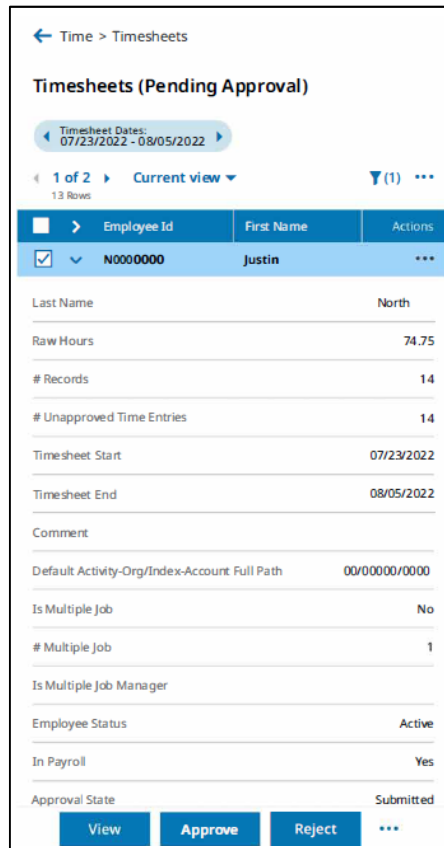 ← Time > Timesheets
Timesheets (Pending Approval)
Timesheet Dates:
07/23/2022 - 08/05/2022
1 of 2 Current view (1) •••
13 Rows
Employee Id First Name Actions
N0000000 Justin •••
Last Name North
Raw Hours 74.75
# Records 14
# Unapproved Time Entries 14
Timesheet Start 07/23/2022
Timesheet End 08/05/2022
Comment
Default Activity-Org/Index-Account Full Path 00/00000/0000
Is Multiple Job No
# Multiple Job 1
Is Multiple Job Manager
Employee Status Active
In Payroll Yes
Approval State Submitted
View Approve Reject •••